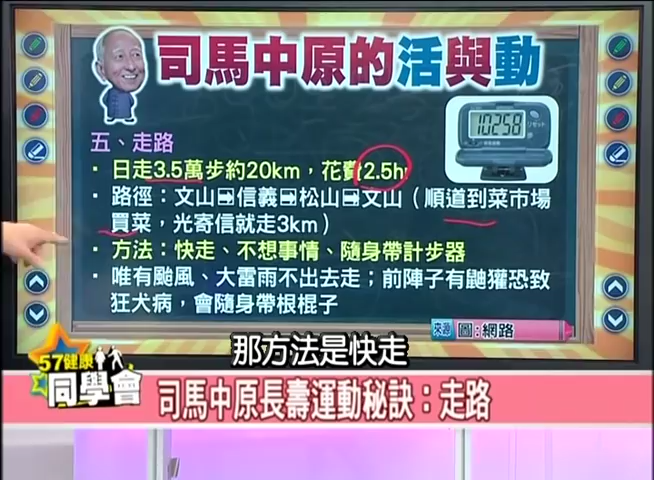 司馬中原的活與動
10258
五、走路
・日走3.5萬步約20km，花費2.5hr
・路徑：文山➡信義➡松山➡文山（順道到菜市場
買菜，光寄信就走3km）
・方法：快走、不想事情、隨身帶計步器
・唯有颱風、大雷雨不出去走；前陣子有鼬獾恐致
狂犬病，會隨身帶根棍子
來源 圖：網路
那方法是快走
57健康
同學會
司馬中原長壽運動秘訣：走路